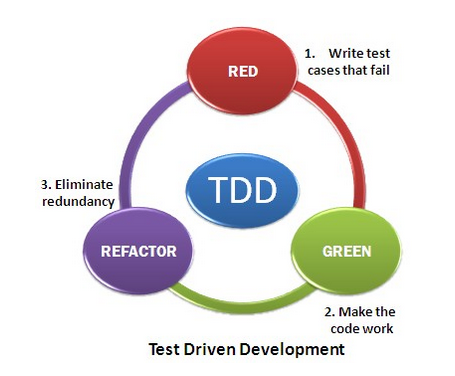 RED
1. Write test
cases that fail
3. Eliminate
redundancy
TDD
REFACTOR
GREEN
2. Make the
code work
Test Driven Development